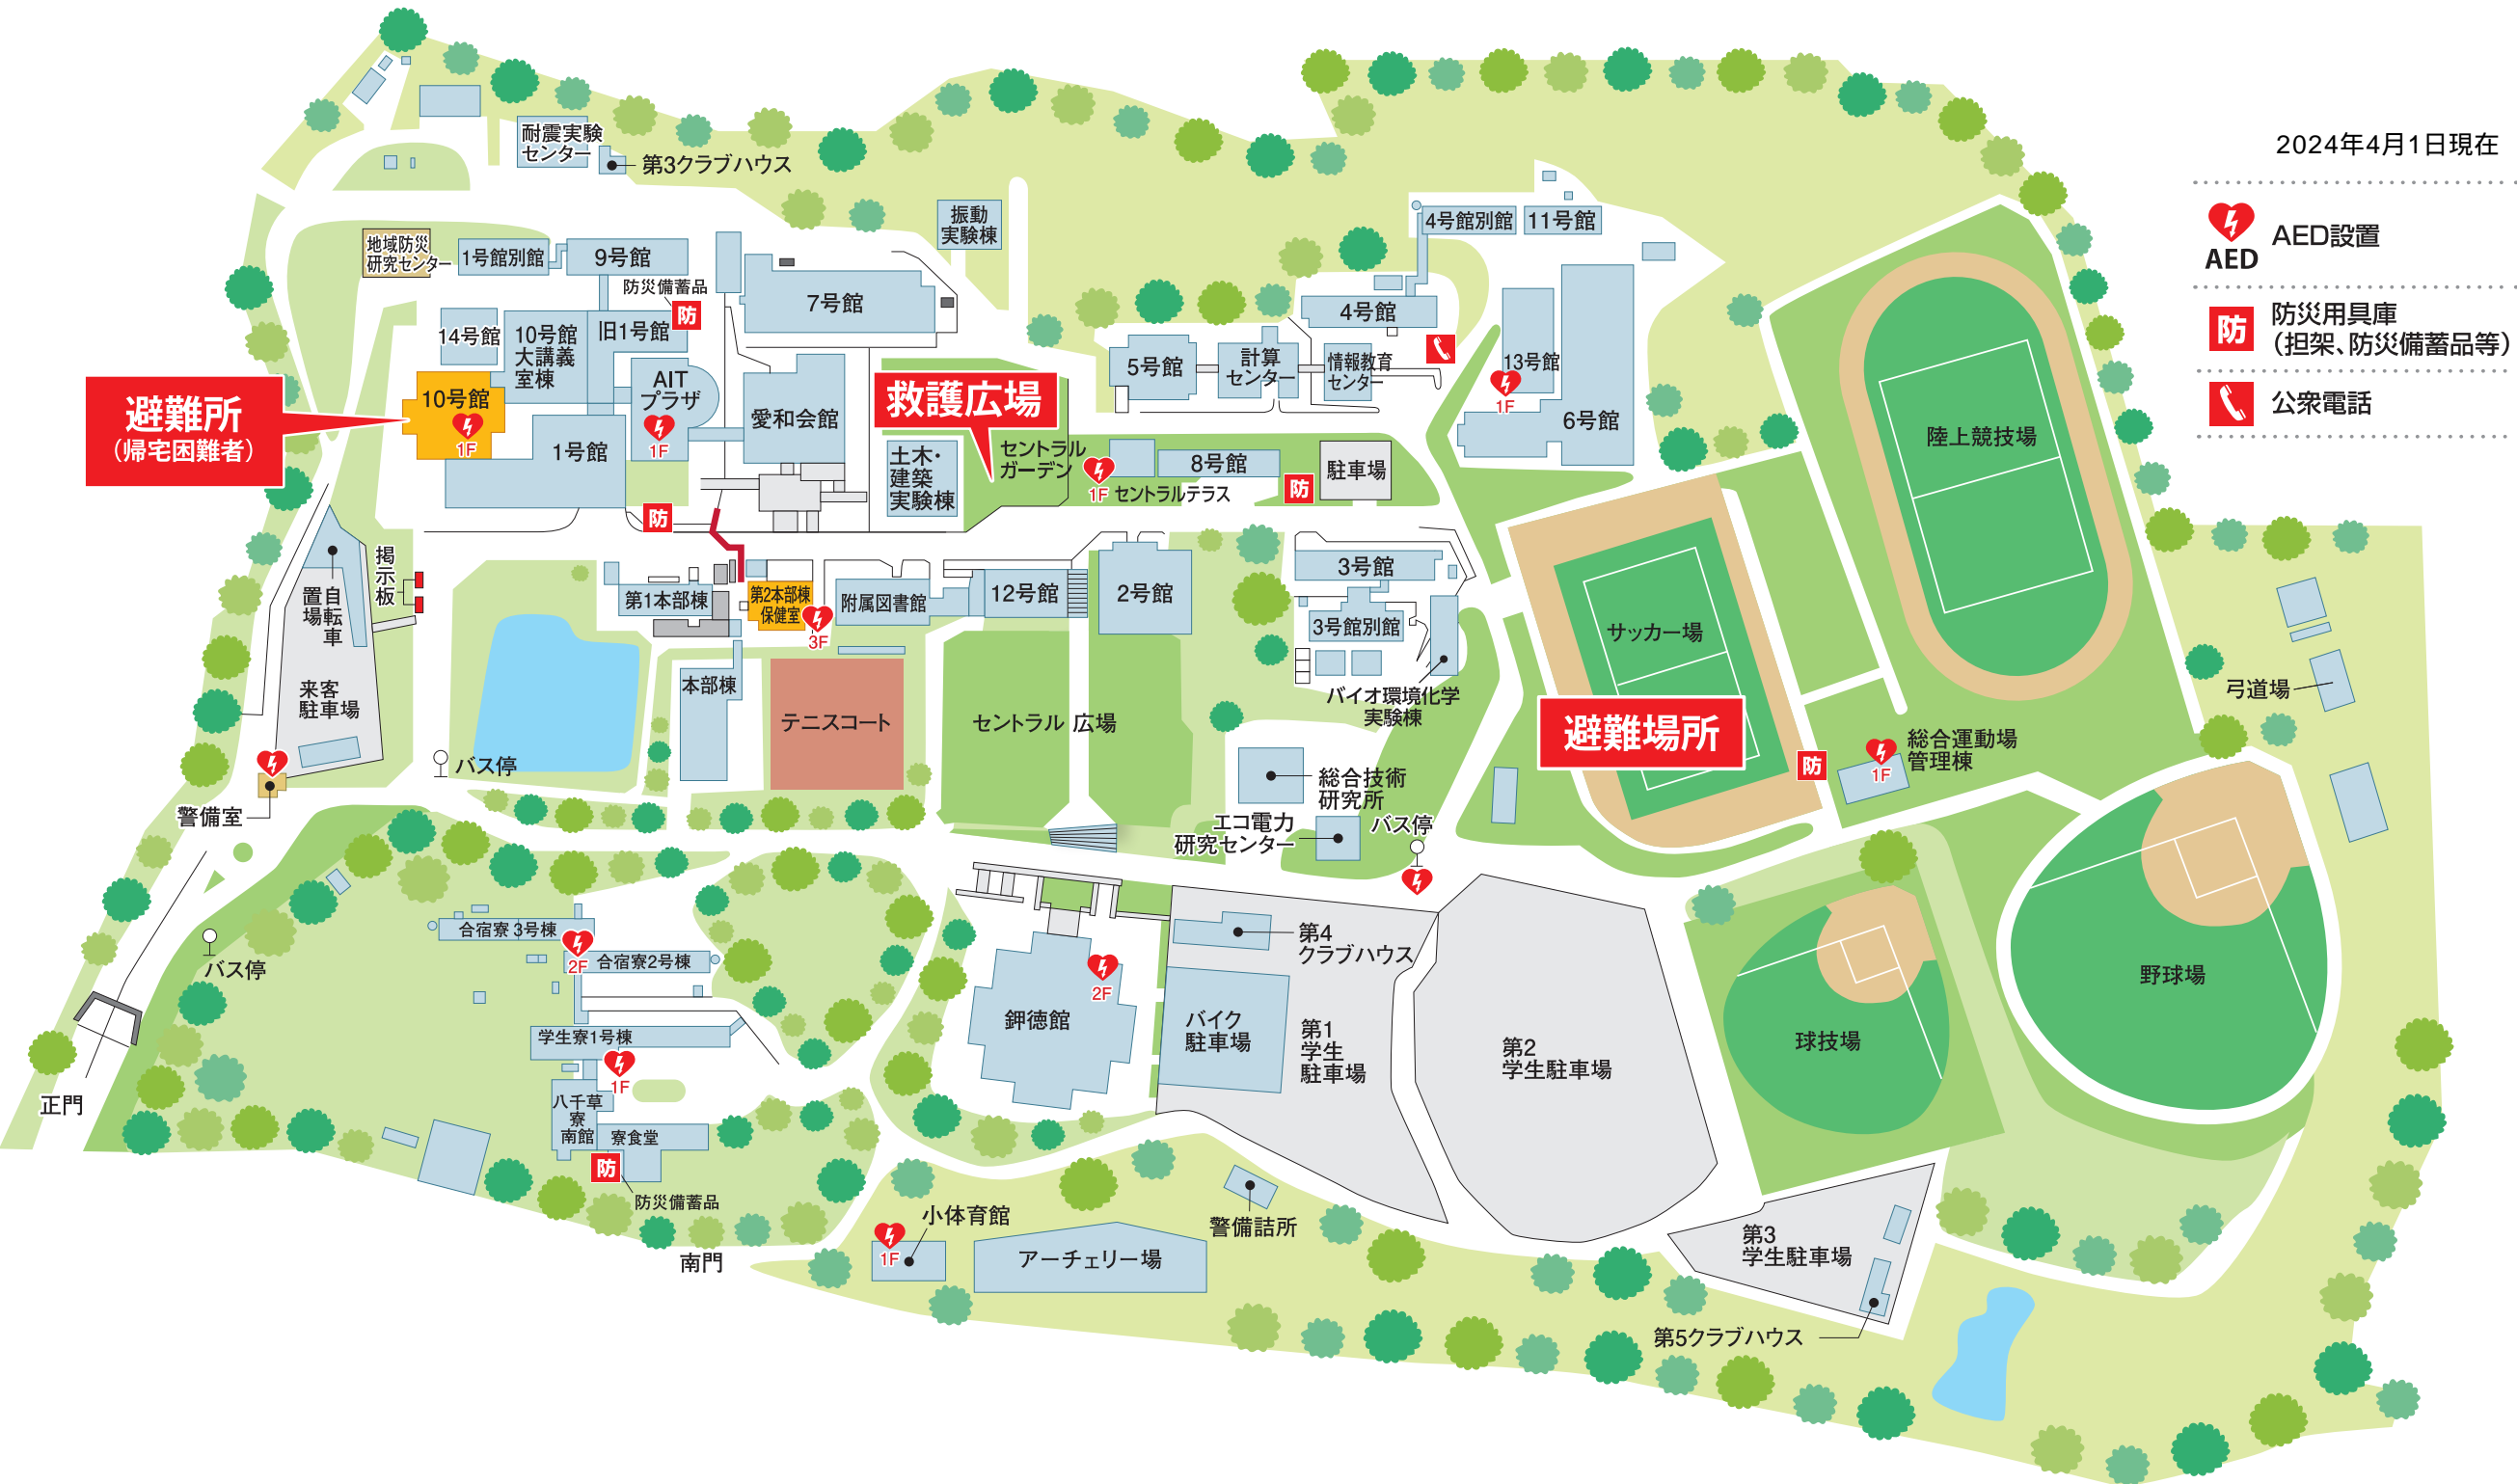 2024年4月1日現在
AED
AED設置
防
防災用具庫
(担架、防災備蓄品等)
公衆電話
耐震実験
センター
第3クラブハウス
振動
実験棟
4号館別館
11号館
地域防災
研究センター
1号館別館
9号館
防災備蓄品
防
7号館
14号館
10号館
大講義
室棟
旧1号館
4号館
5号館
計算
センター
情報教育
センター
13号館
1F
6号館
陸上競技場
避難所
(帰宅困難者)
10号館
1F
AIT
プラザ
1F
1号館
愛和会館
救護広場
セントラル
ガーデン
土木・
建築
実験棟
1F
セントラルテラス
8号館
防
駐車場
防
掲示板
自転車
置場
第1本部棟
第2本部棟
保健室
3F
附属図書館
12号館
2号館
3号館
3号館別館
バイオ環境化学
実験棟
サッカー場
避難場所
弓道場
来客
駐車場
本部棟
テニスコート
セントラル 広場
防
1F
総合運動場
管理棟
バス停
警備室
総合技術
研究所
エコ電力
研究センター
バス停
合宿寮 3号棟
2F
合宿寮2号棟
バス停
正門
学生寮1号棟
1F
八千草
寮
南館
寮食堂
防
防災備蓄品
南門
鉀徳館
2F
第4
クラブハウス
バイク
駐車場
第1
学生
駐車場
第2
学生駐車場
球技場
野球場
小体育館
1F
アーチェリー場
警備詰所
第3
学生駐車場
第5クラブハウス